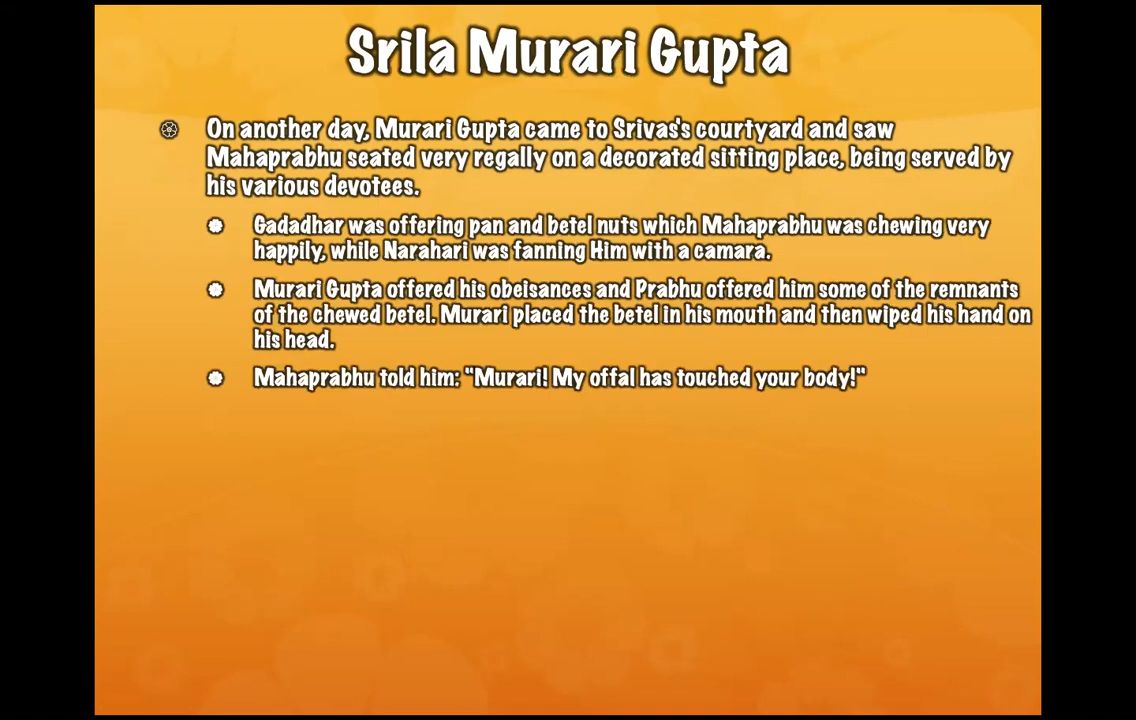 Srila Murari Gupta
On another day, Murari Gupta came to Srivas's courtyard and saw
Mahaprabhu seated very regally on a decorated sitting place, being served by
his various devotees.
Gadadhar was offering pan and betel nuts which Mahaprabhu was chewing very
happily, while Narahari was fanning Him with a camara.
Murari Gupta offered his obeisances and Prabhu offered him some of the remnants
of the chewed betel. Murari placed the betel in his mouth and then wiped his hand on
his head.
Mahaprabhu told him: "Murari! My offal has touched your body!"